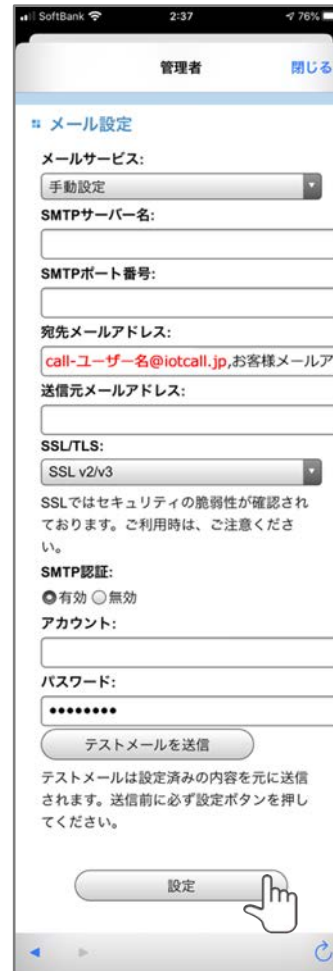 SoftBank 2:37 76%
管理者 閉じる
メール設定
メールサービス:
手動設定
SMTPサーバー名:
SMTPポート番号:
宛先メールアドレス:
call-ユーザー名@iotcall.jp,お客様メールア
送信元メールアドレス:
SSL/TLS:
SSL v2/v3
SSLではセキュリティの脆弱性が確認され
ております。ご利用時は、ご注意くださ
い。
SMTP認証:
有効 無効
アカウント:
パスワード:
••••••••
テストメールを送信
テストメールは設定済みの内容を元に送信
されます。送信前に必ず設定ボタンを押し
てください。
設定